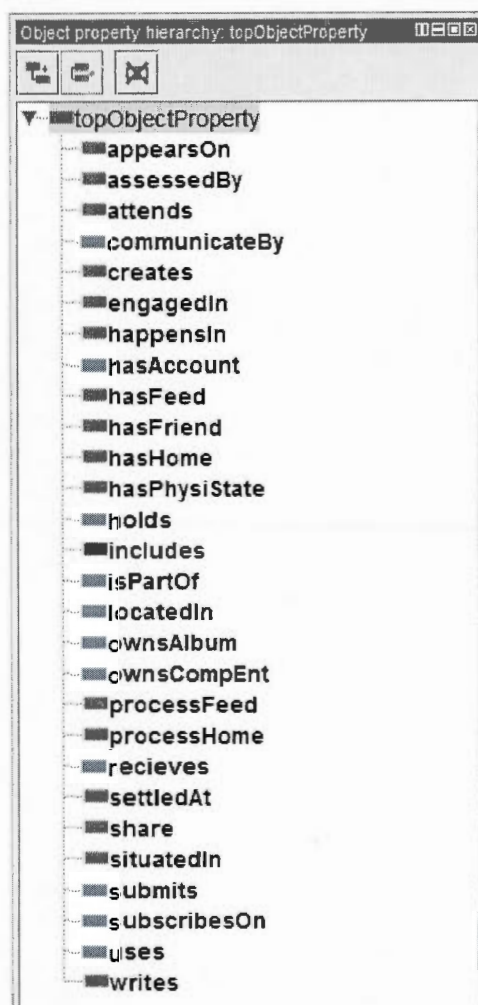 Object property hierarchy: topObjectProperty
topObjectProperty
appearsOn
assessedBy
attends
communicateBy
creates
engagedIn
happensIn
hasAccount
hasFeed
hasFriend
hasHome
hasPhysiState
holds
includes
isPartOf
locatedIn
ownsAlbum
ownsCompEnt
processFeed
processHome
recieves
settledAt
share
situatedIn
submits
subscribesOn
uses
writes